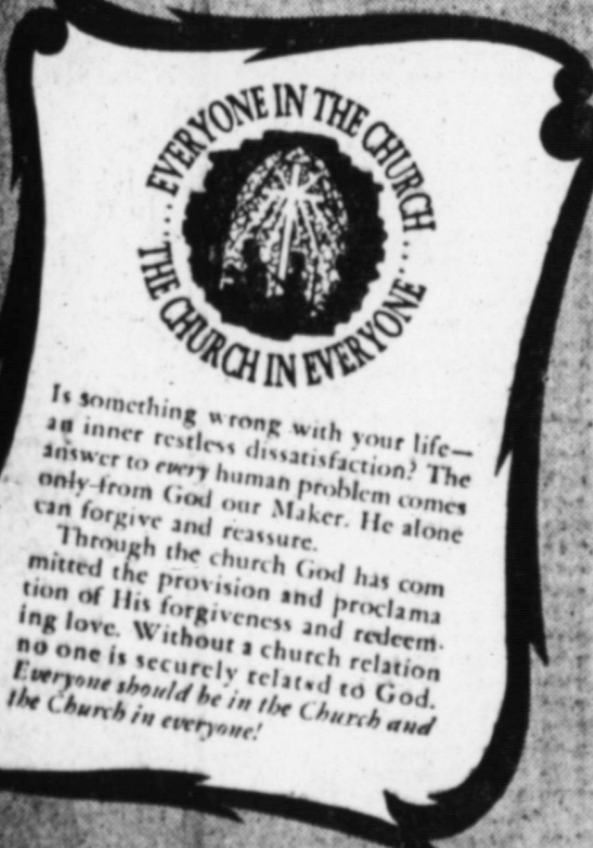 EVERYONE IN THE CHURCH....
THE CHURCH IN EVERYONE....
Is something wrong with your life—
an inner restless dissatisfaction? The
answer to every human problem comes
only from God our Maker. He alone
can forgive and reassure.
Through the church God has com
mitted the provision and proclama
tion of His forgiveness and redeem-
ing love. Without a church relation
no one is securely related to God.
Everyone should be in the Church and
the Church in everyone!